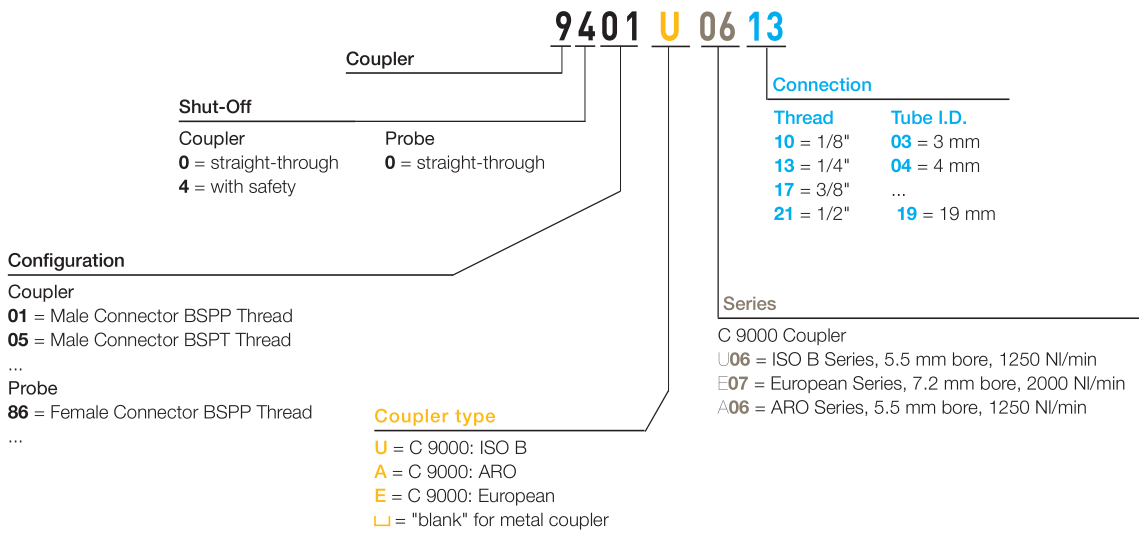 9401 U 06 13
Coupler
Shut-Off
Coupler
0 = straight-through
4 = with safety
Probe
0 = straight-through
Configuration
Coupler
01 = Male Connector BSPP Thread
05 = Male Connector BSPT Thread
...
Probe
86 = Female Connector BSPP Thread
...
Coupler type
U = C 9000: ISO B
A = C 9000: ARO
E = C 9000: European
⎵ = "blank" for metal coupler
Connection
Thread
10 = 1/8"
13 = 1/4"
17 = 3/8"
21 = 1/2"
Tube I.D.
03 = 3 mm
04 = 4 mm
...
19 = 19 mm
Series
C 9000 Coupler
U06 = ISO B Series, 5.5 mm bore, 1250 Nl/min
E07 = European Series, 7.2 mm bore, 2000 Nl/min
A06 = ARO Series, 5.5 mm bore, 1250 Nl/min